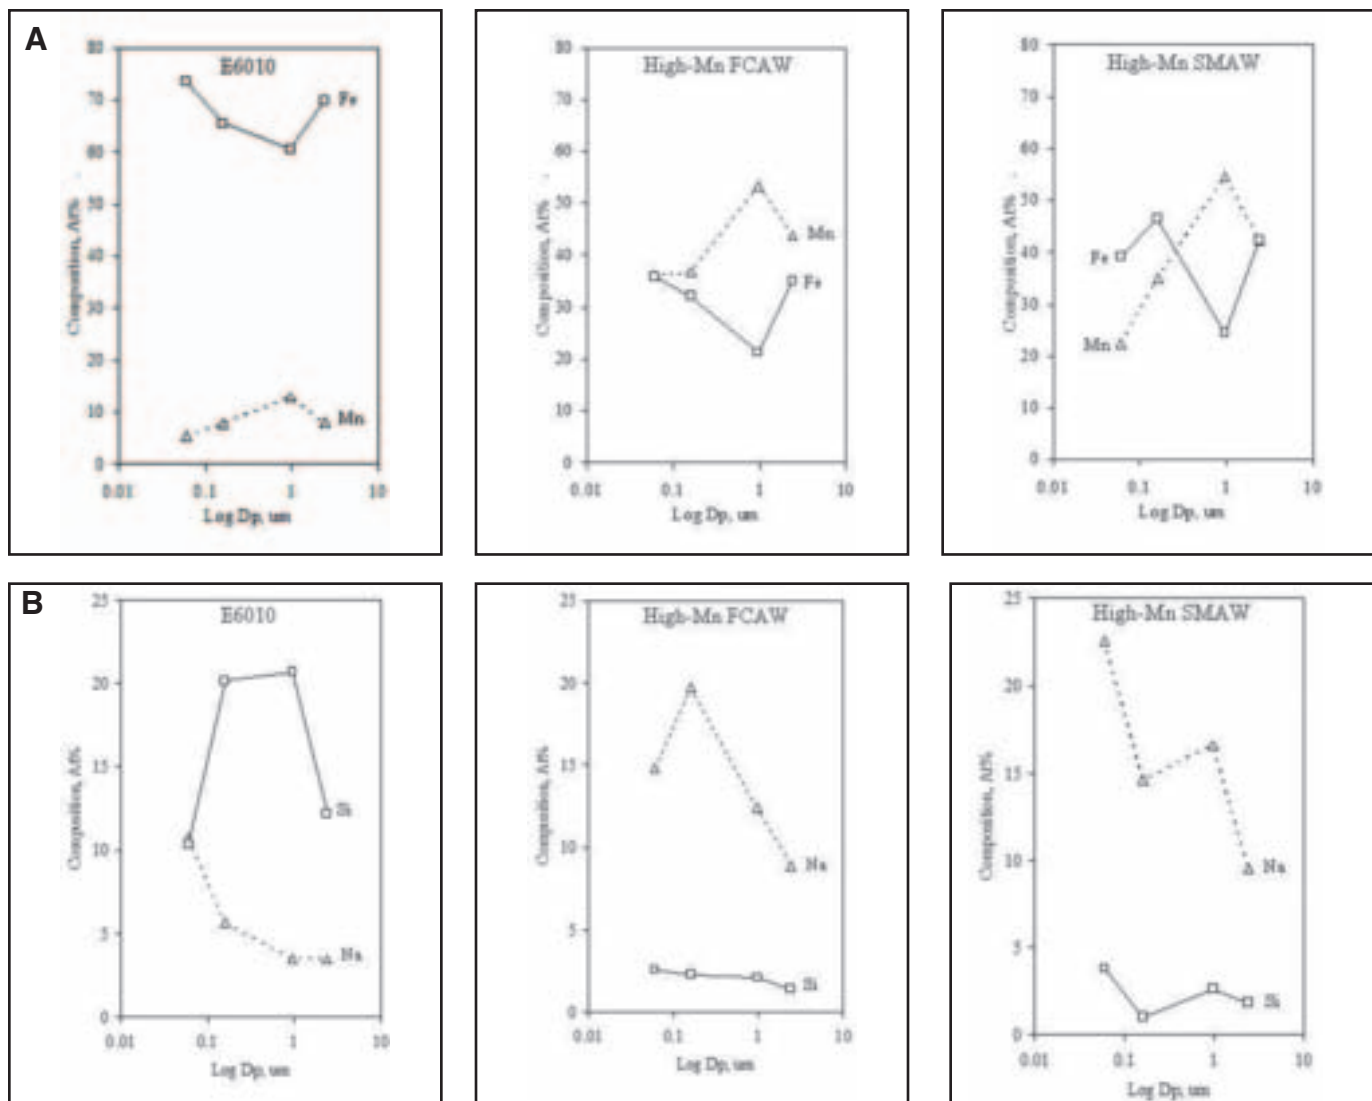 A
E6010
80
70
60
50
40
30
20
10
0
Fe
Mn
Composition, At%
0.01 0.1 1 10
Log Dp, um
High-Mn FCAW
80
70
60
50
40
30
20
10
0
Mn
Fe
Composition, At%
0.01 0.1 1 10
Log Dp, um
High-Mn SMAW
80
70
60
50
40
30
20
10
0
Fe
Mn
Composition, At%
0.01 0.1 1 10
Log Dp, um
B
E6010
25
20
15
10
5
0
Si
Na
Composition, At%
0.01 0.1 1 10
Log Dp, um
High-Mn FCAW
25
20
15
10
5
0
Na
Si
Composition, At%
0.01 0.1 1 10
Log Dp, um
High-Mn SMAW
25
20
15
10
5
0
Na
Si
Composition, At%
0.01 0.1 1 10
Log Dp, um